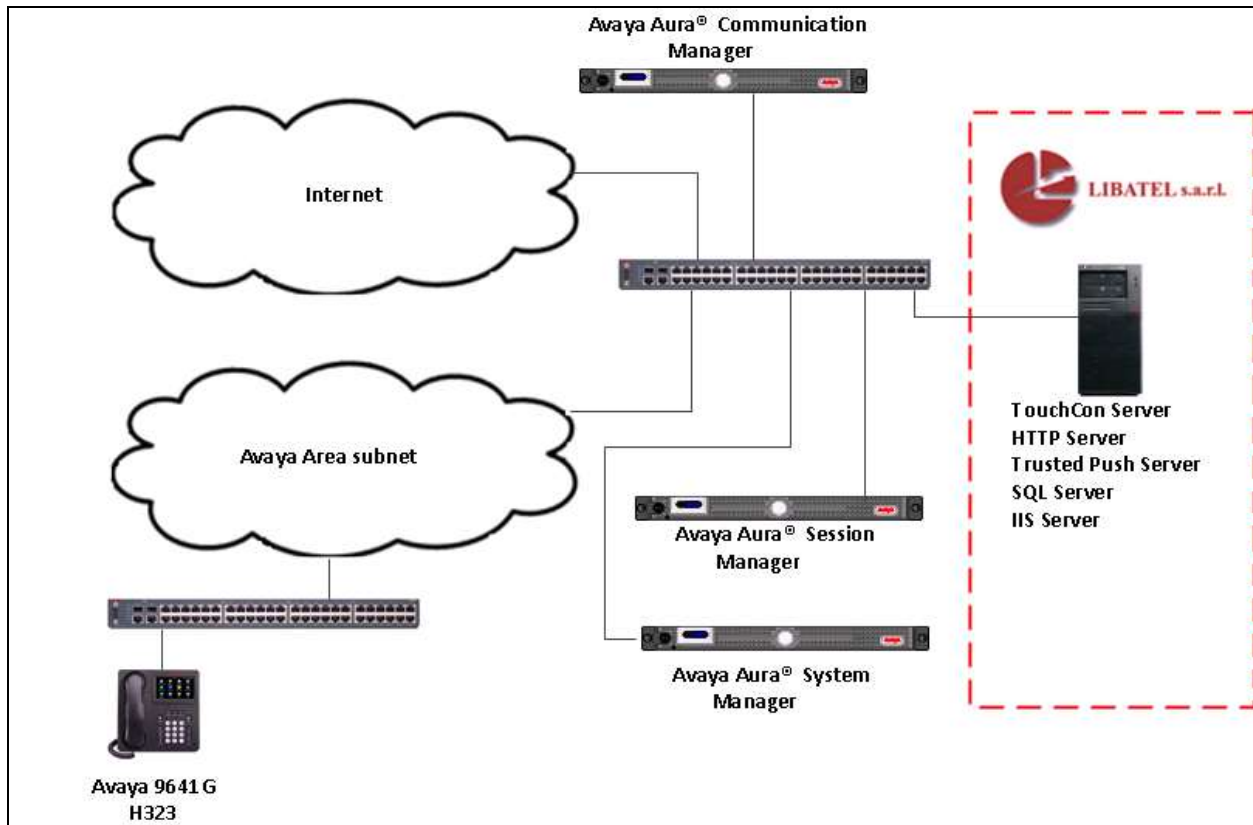 Avaya Aura® Communication
Manager
Internet
LIBATEL s.a.r.l.
TouchCon Server
HTTP Server
Trusted Push Server
SQL Server
IIS Server
Avaya Area subnet
Avaya Aura® Session
Manager
Avaya Aura® System
Manager
Avaya 9641G
H323